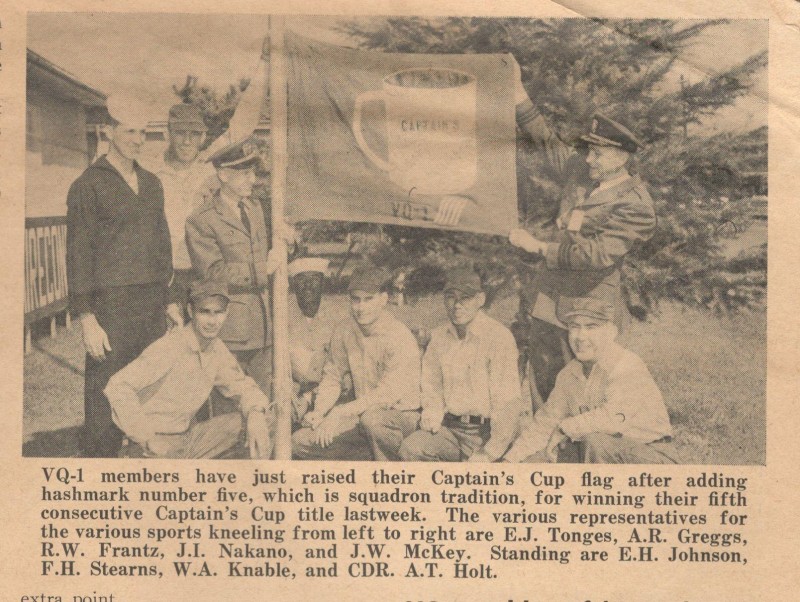 CAPTAIN'S
VQ-1
DIRECCON
VQ-1 members have just raised their Captain's Cup flag after adding
hashmark number five, which is squadron tradition, for winning their fifth
consecutive Captain's Cup title lastweek. The various representatives for
the various sports kneeling from left to right are E.J. Tonges, A.R. Greggs,
R.W. Frantz, J.I. Nakano, and J.W. McKey. Standing are E.H. Johnson,
F.H. Stearns, W.A. Knable, and CDR. A.T. Holt.
extra point